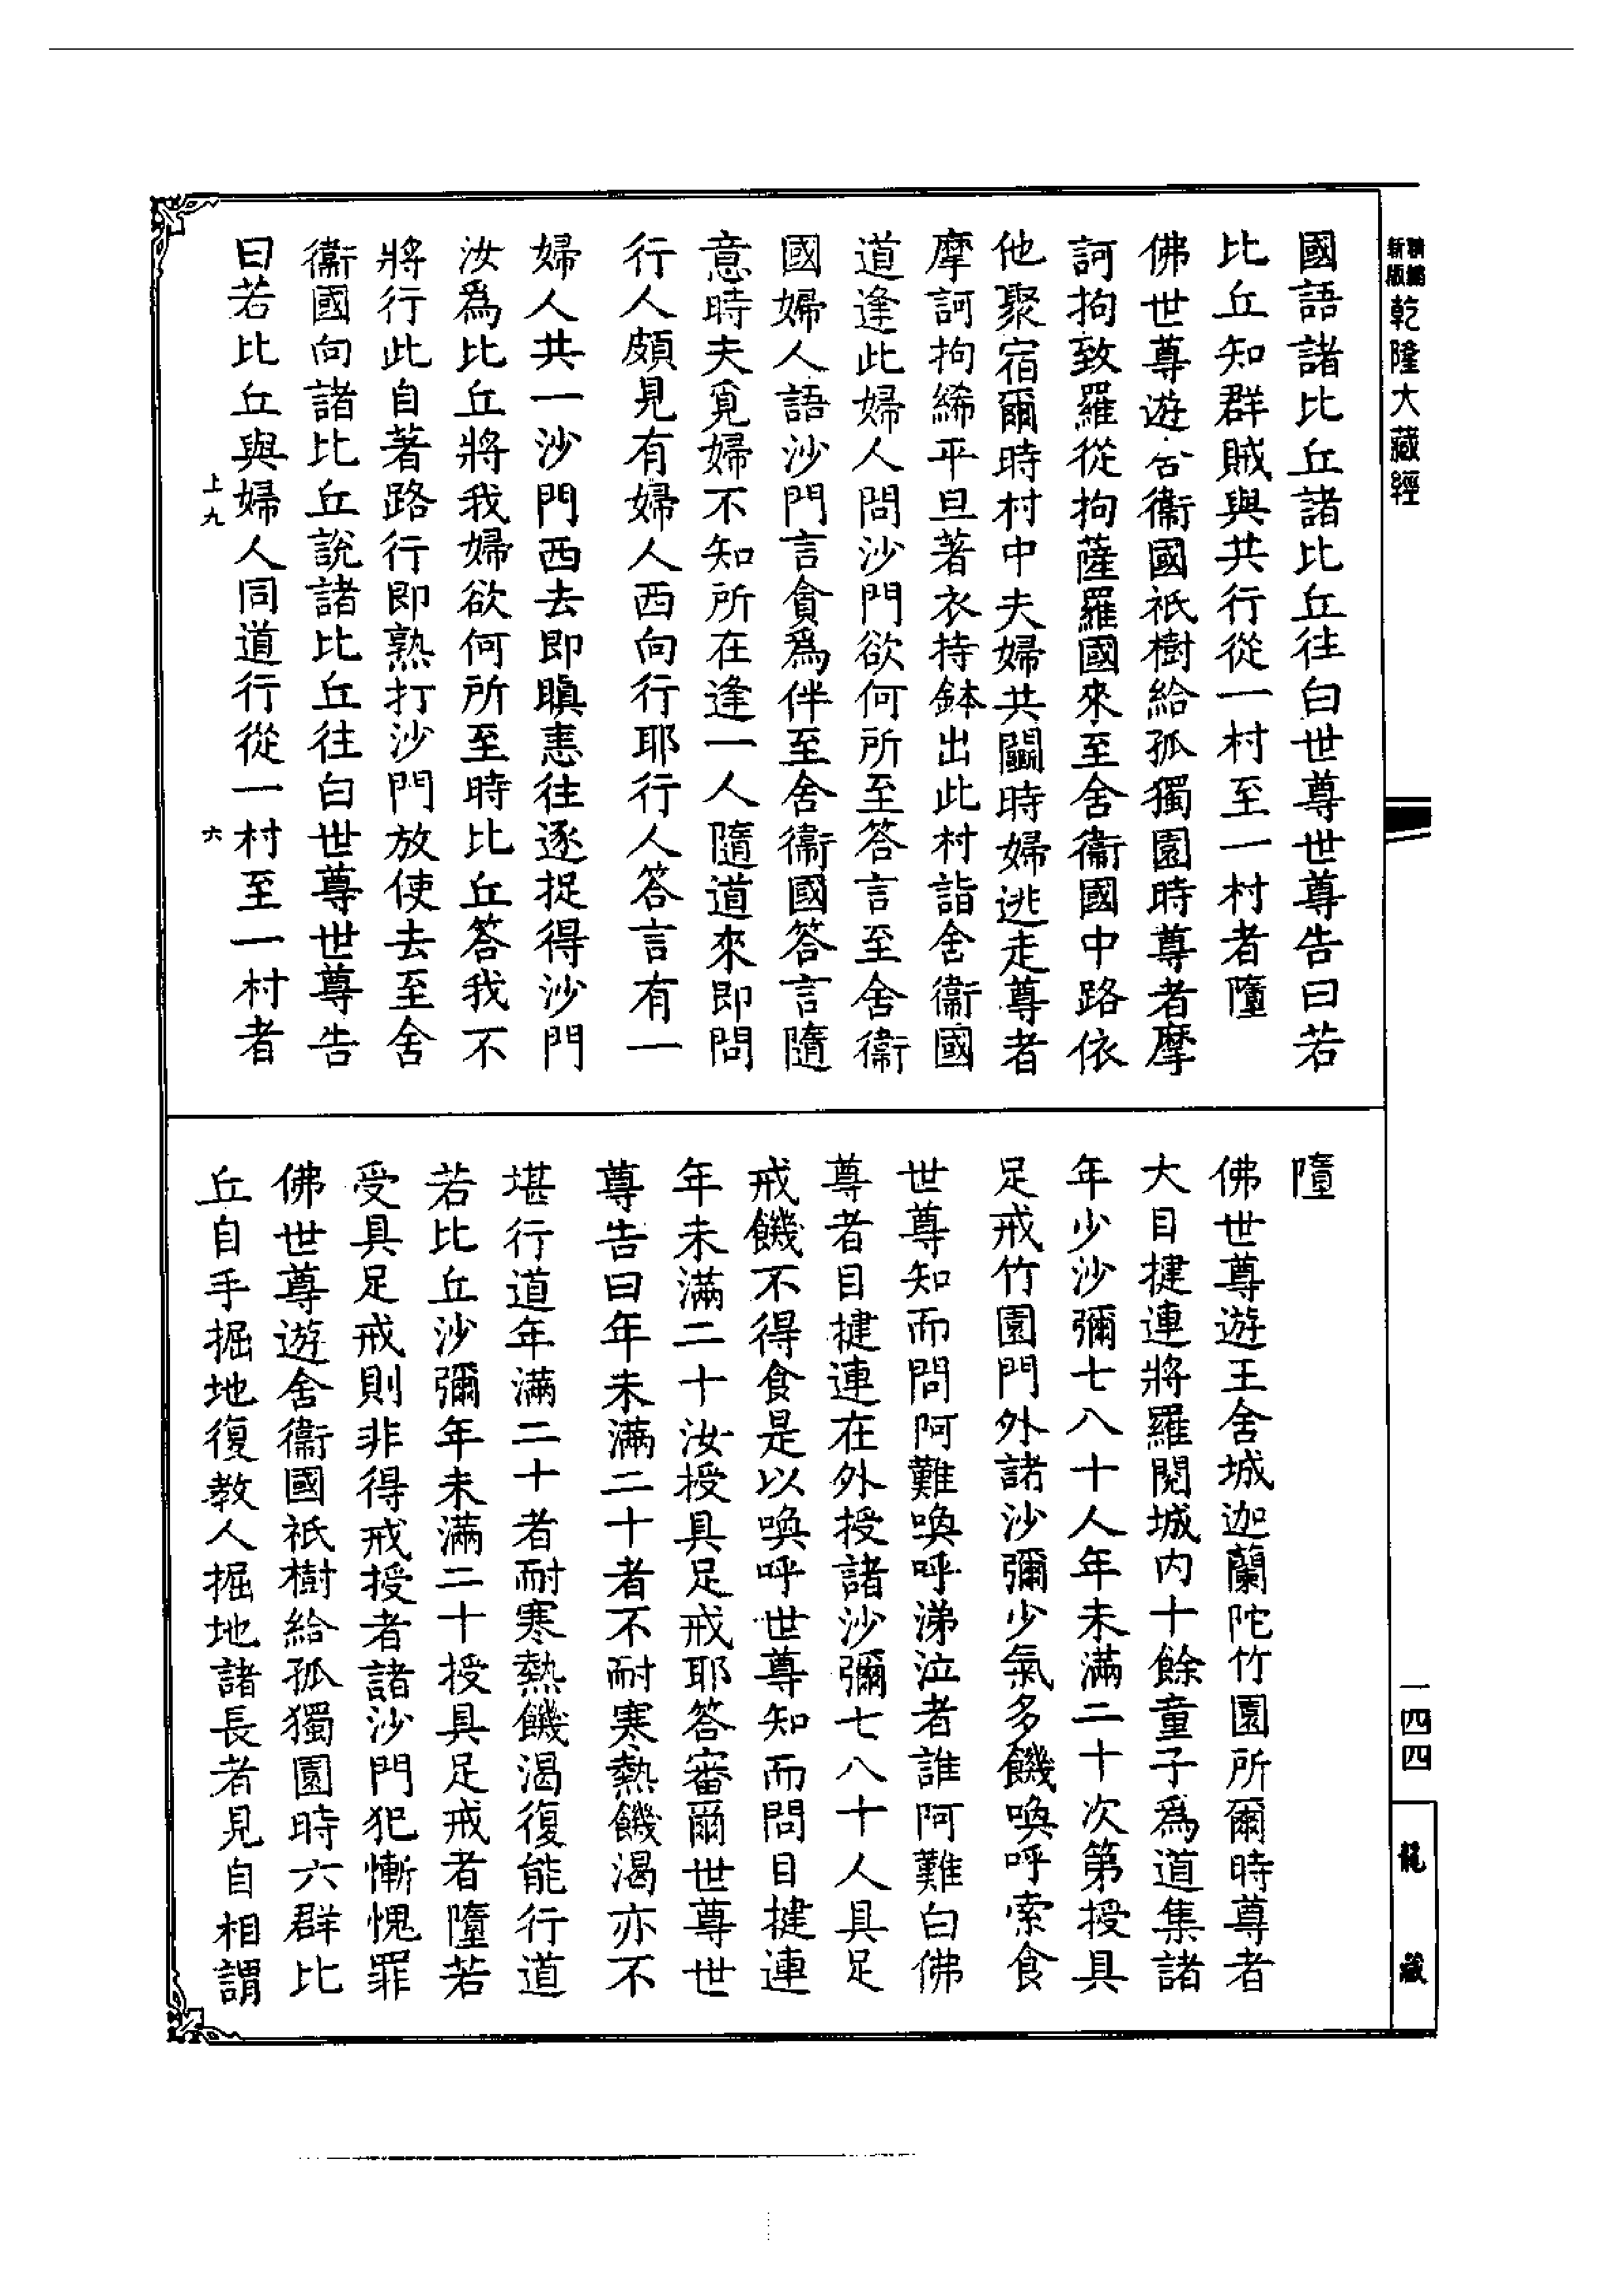 精編
新版
乾隆大藏經
國語諸比丘諸比丘往白世尊世尊告曰若
比丘知群賊與共行從一村至一村者墮
佛世尊遊舍衞國祇樹給孤獨園時尊者摩
訶拘致羅從拘薩羅國來至舍衞國中路依
他聚宿爾時村中夫婦共鬭時婦逃走尊者
摩訶拘絺平旦著衣持鉢出此村詣舍衞國
道逢此婦人問沙門欲何所至答言至舍衞
國婦人語沙門言貪爲伴至舍衞國答言隨
意時夫覓婦不知所在逢一人隨道來即問
行人頗見有婦人西向行耶行人答言有一
婦人共一沙門西去即瞋恚往逐捉得沙門
汝爲比丘將我婦欲何所至時比丘答我不
將行此自著路行即熟打沙門放使去至舍
衞國向諸比丘說諸比丘往白世尊世尊告
曰若比丘與婦人同道行從一村至一村者
上九
六
墮
佛世尊遊王舍城迦蘭陀竹園所爾時尊者
大目揵連將羅閱城内十餘童子爲道集諸
年少沙彌七八十人年未滿二十次第授具
足戒竹園門外諸沙彌少氣多饑喚呼索食
世尊知而問阿難喚呼涕泣者誰阿難白佛
尊者目揵連在外授諸沙彌七八十人具足
戒饑不得食是以喚呼世尊知而問目揵連
年未滿二十汝授具足戒耶答審爾世尊世
尊告曰年未滿二十者不耐寒熱饑渴亦不
堪行道年滿二十者耐寒熱饑渴復能行道
若比丘沙彌年未滿二十授具足戒者墮若
受具足戒則非得戒授者諸沙門犯慚愧罪
佛世尊遊舍衞國祇樹給孤獨園時六群比
丘自手掘地復教人掘地諸長者見自相謂
一四四
龍藏